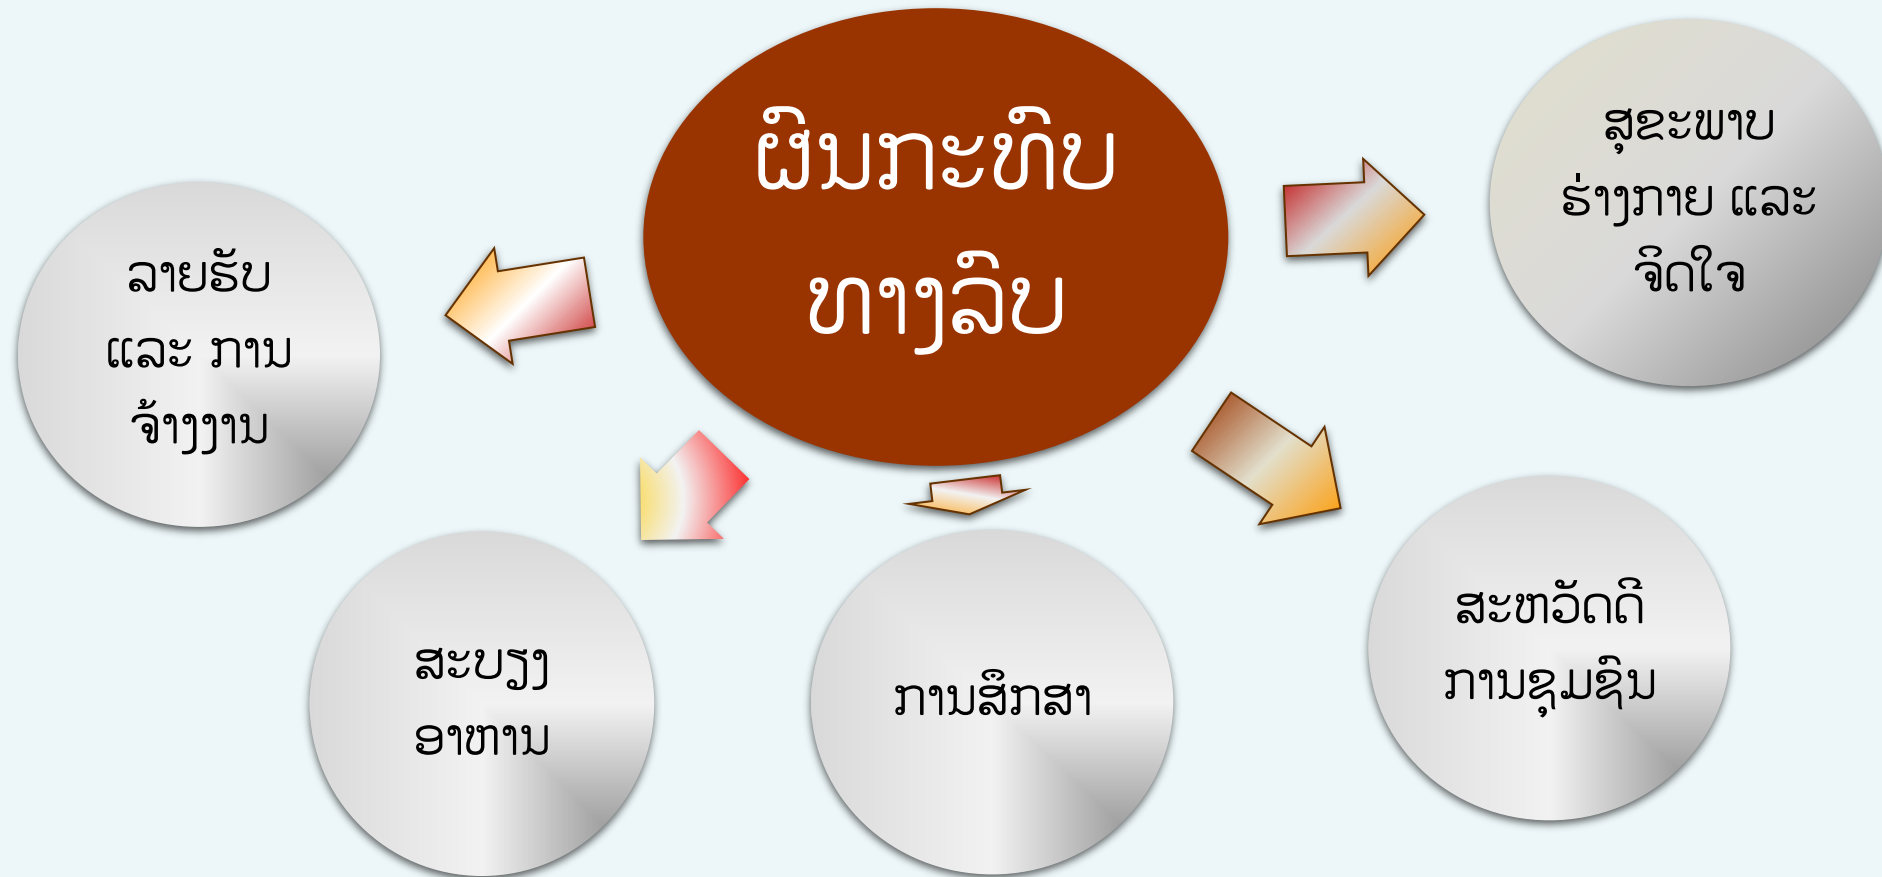 ຜົນກະທົບ
ທາງລົບ
ສຸຂະພາບ
ຮ່າງກາຍ ແລະ
ຈິດໃຈ
ລາຍຮັບ
ແລະ ການ
ຈ້າງງານ
ສະບຽງ
ອາຫານ
ການສຶກສາ
ສະຫວັດດີ
ການຊຸມຊົນ